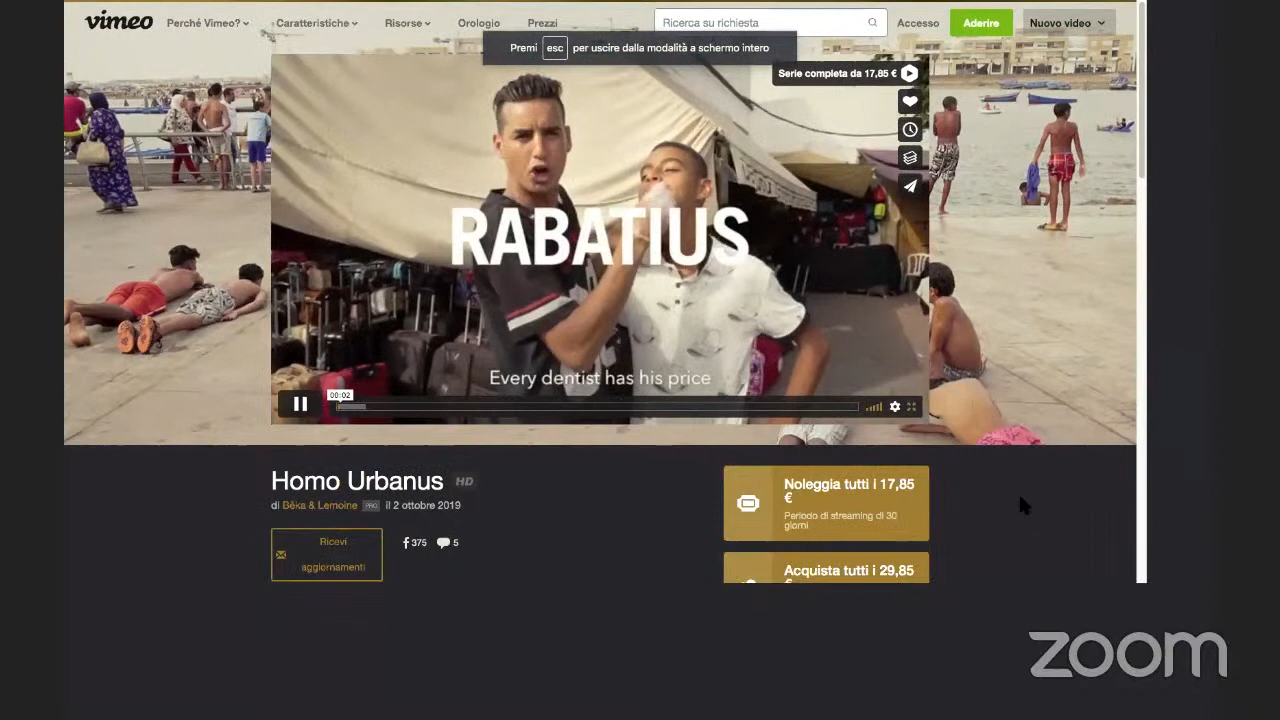 vimeo Perché Vimeo? Caratteristiche Risorse Orologio Prezzi Ricerca su richiesta Accesso Aderire Nuovo video
Premi esc per uscire dalla modalità a schermo intero
Serie completa da 17,85 €
RABATIUS
Every dentist has his price
00:02
Homo Urbanus HD
di Bêka & Lemoine PRO il 2 ottobre 2019
Ricevi
aggiornamenti
375 5
Noleggia tutti i 17,85
€
Periodo di streaming di 30
giorni
Acquista tutti i 29,85
€
zoom